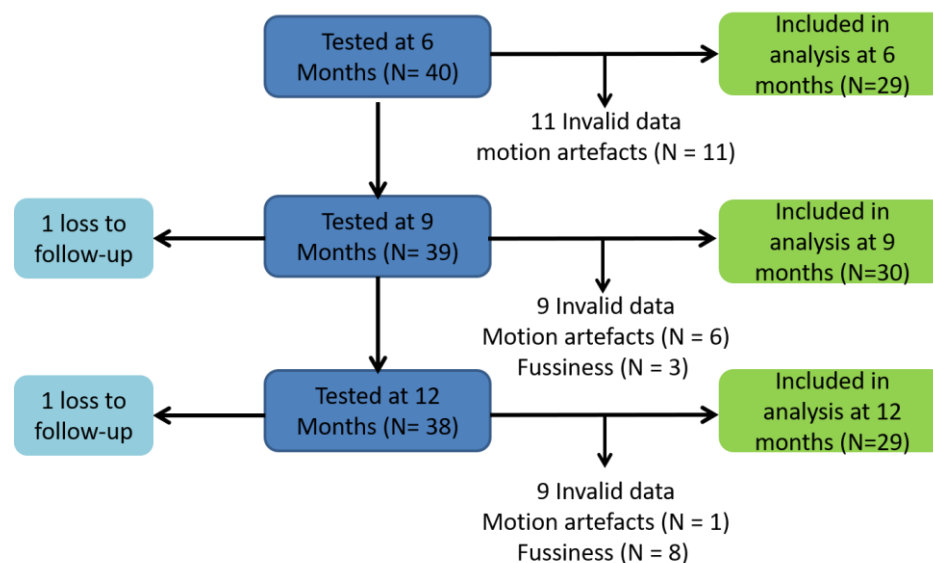 Tested at 6
Months (N= 40)
Included in
analysis at 6
months (N=29)
11 Invalid data
motion artefacts (N = 11)
1 loss to
follow-up
Tested at 9
Months (N= 39)
Included in
analysis at 9
months (N=30)
9 Invalid data
Motion artefacts (N = 6)
Fussiness (N = 3)
1 loss to
follow-up
Tested at 12
Months (N= 38)
Included in
analysis at 12
months (N=29)
9 Invalid data
Motion artefacts (N = 1)
Fussiness (N = 8)